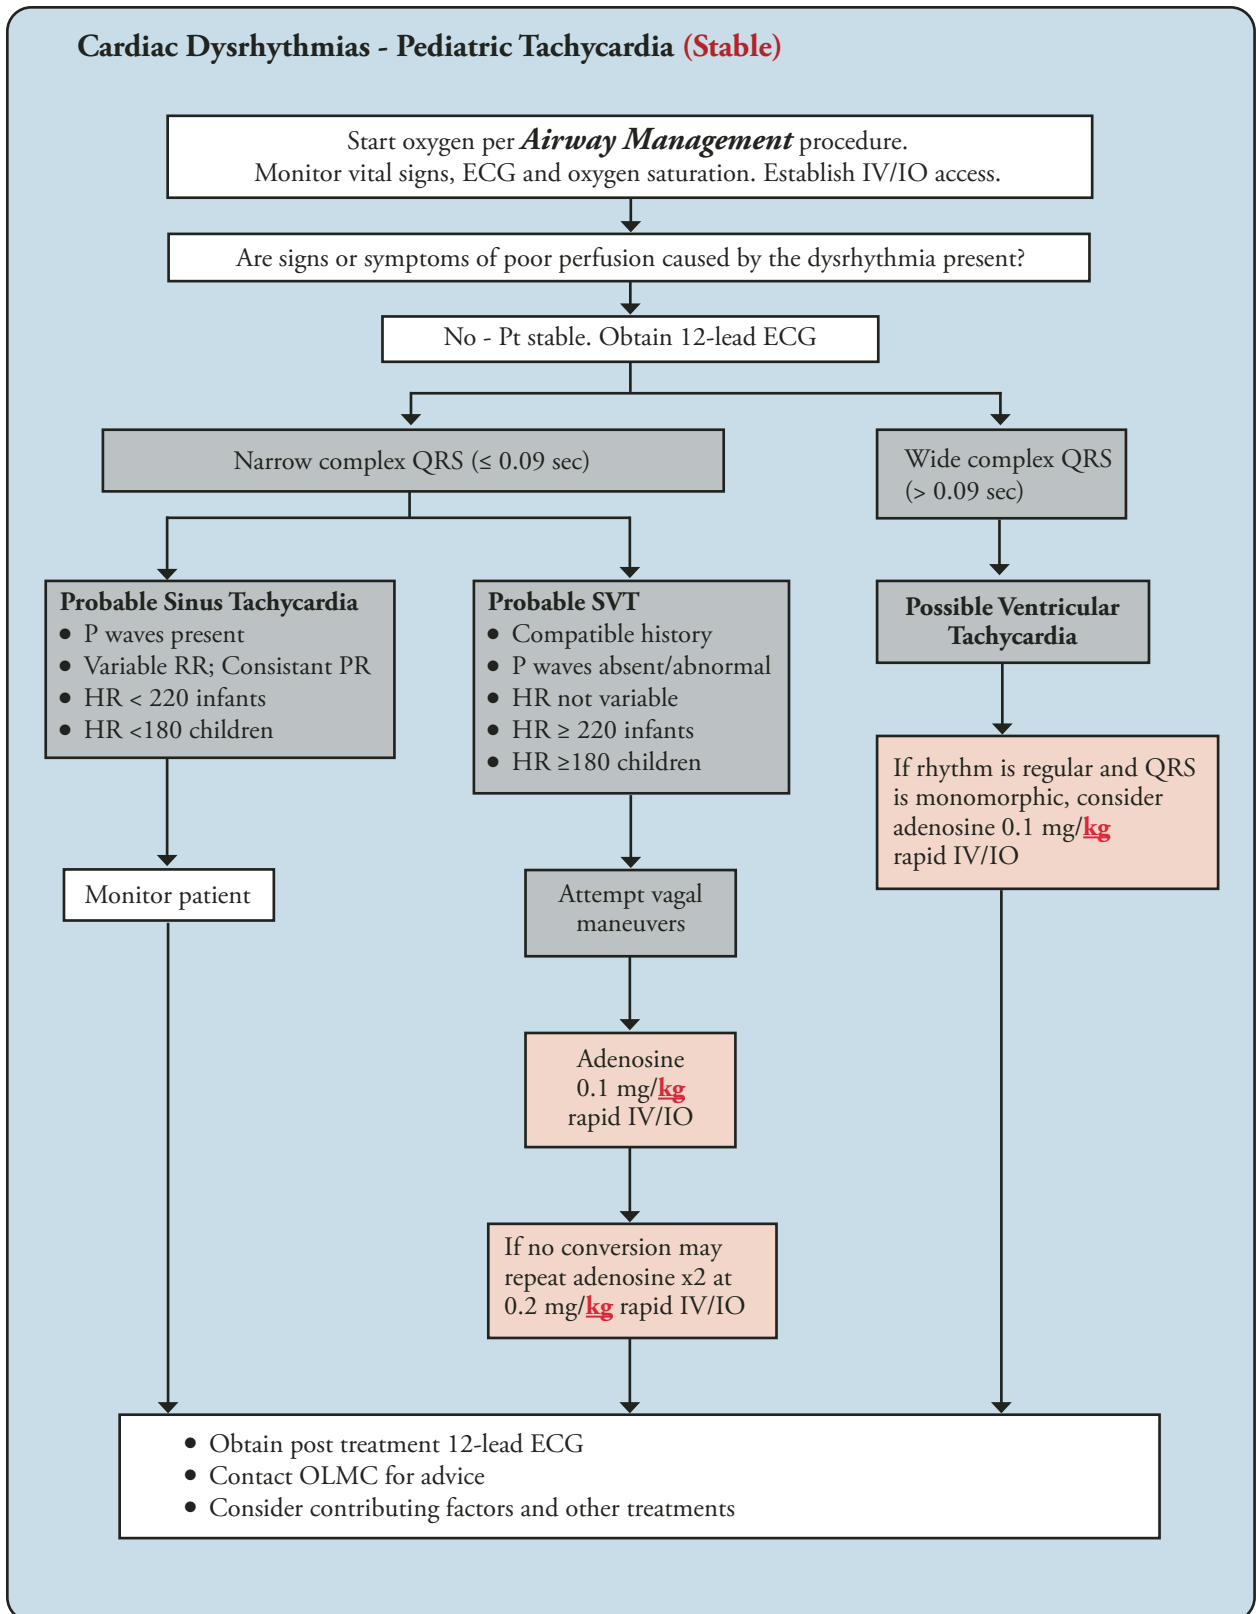 Cardiac Dysrhythmias - Pediatric Tachycardia (Stable)
Start oxygen per Airway Management procedure.
Monitor vital signs, ECG and oxygen saturation. Establish IV/IO access.
Are signs or symptoms of poor perfusion caused by the dysrhythmia present?
No - Pt stable. Obtain 12-lead ECG
Narrow complex QRS (≤ 0.09 sec)
Wide complex QRS
(> 0.09 sec)
Probable Sinus Tachycardia
● P waves present
● Variable RR; Consistant PR
● HR < 220 infants
● HR <180 children
Probable SVT
● Compatible history
● P waves absent/abnormal
● HR not variable
● HR ≥ 220 infants
● HR ≥180 children
Possible Ventricular
Tachycardia
If rhythm is regular and QRS
is monomorphic, consider
adenosine 0.1 mg/kg
rapid IV/IO
Monitor patient
Attempt vagal
maneuvers
Adenosine
0.1 mg/kg
rapid IV/IO
If no conversion may
repeat adenosine x2 at
0.2 mg/kg rapid IV/IO
● Obtain post treatment 12-lead ECG
● Contact OLMC for advice
● Consider contributing factors and other treatments